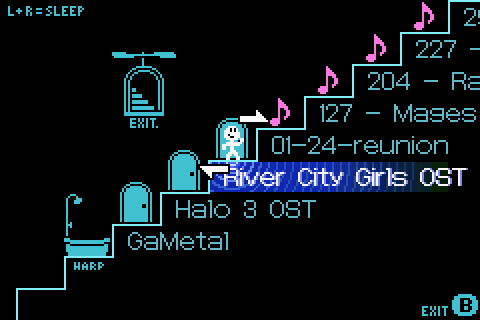 L+R=SLEEP
29
227 -
204 - Ra
EXIT.
127 - Mages
01-24-reunion
River City Girls OST
Halo 3 OST
GaMetal
HARP
EXIT B